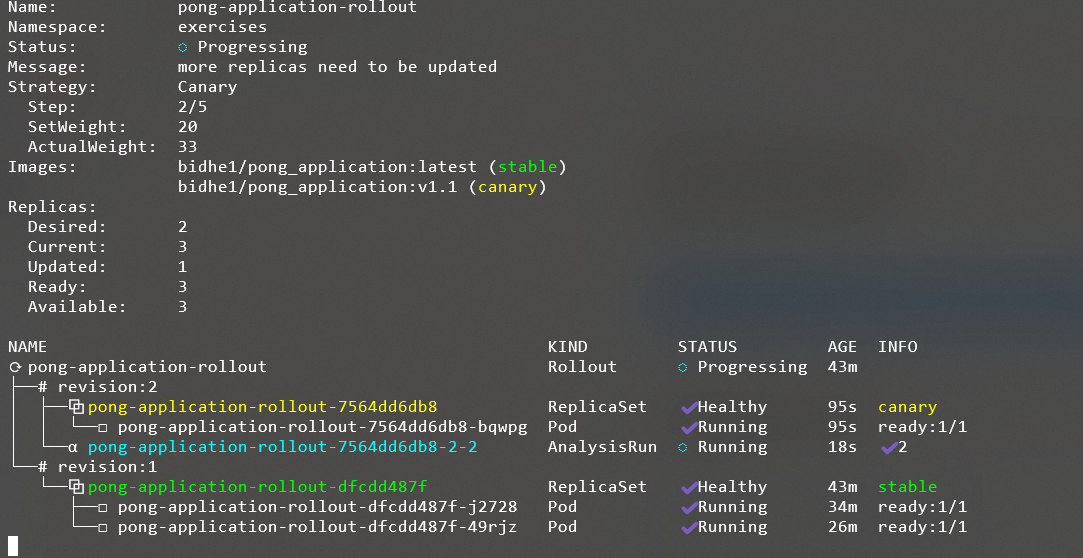 Name: pong-application-rollout
Namespace: exercises
Status: ◌ Progressing
Message: more replicas need to be updated
Strategy: Canary
Step: 2/5
SetWeight: 20
ActualWeight: 33
Images: bidhe1/pong_application:latest (stable)
bidhe1/pong_application:v1.1 (canary)
Replicas:
Desired: 2
Current: 3
Updated: 1
Ready: 3
Available: 3
NAME KIND STATUS AGE INFO
⟳ pong-application-rollout Rollout ◌ Progressing 43m
├──# revision:2
│ ├──⧉ pong-application-rollout-7564dd6db8 ReplicaSet ✔ Healthy 95s canary
│ │ └──□ pong-application-rollout-7564dd6db8-bqwpg Pod ✔ Running 95s ready:1/1
│ └──α pong-application-rollout-7564dd6db8-2-2 AnalysisRun ◌ Running 18s ✔ 2
└──# revision:1
└──⧉ pong-application-rollout-dfcdd487f ReplicaSet ✔ Healthy 43m stable
├──□ pong-application-rollout-dfcdd487f-j2728 Pod ✔ Running 34m ready:1/1
└──□ pong-application-rollout-dfcdd487f-49rjz Pod ✔ Running 26m ready:1/1